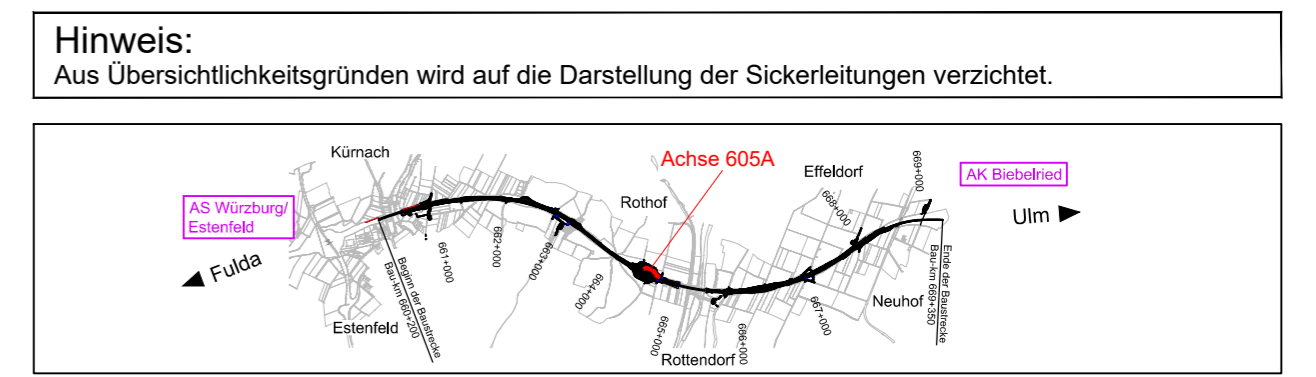 Hinweis:
Aus Übersichtlichkeitsgründen wird auf die Darstellung der Sickerleitungen verzichtet.
Kürnach
Achse 605A
Effeldorf
669+000
AK Biebelried
AS Würzburg/
Estenfeld
Rothof
668+000
Ulm
Fulda
661+000
662+000
663+000
664+000
Beginn der Baustrecke
Bau-km 660+200
Estenfeld
665+000
Rottendorf
666+000
667+000
Neuhof
Ende der Baustrecke
Bau-km 669+350